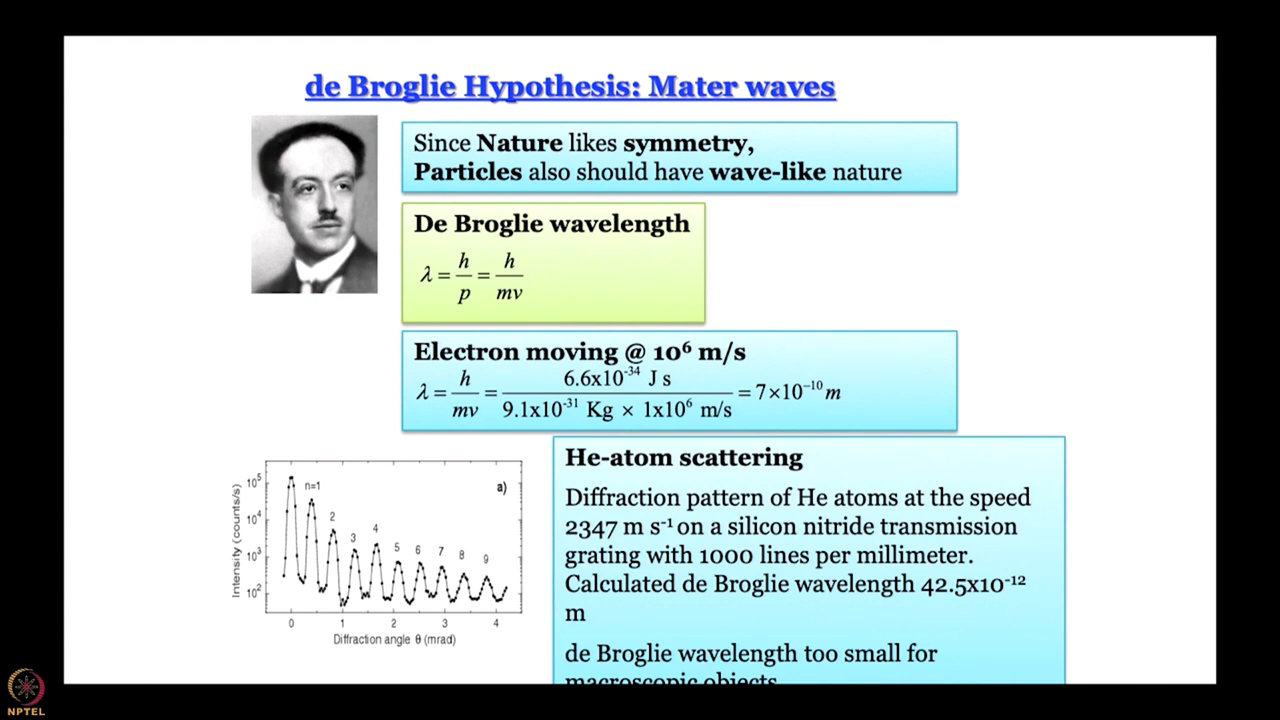 de Broglie Hypothesis: Mater waves
Since Nature likes symmetry,
Particles also should have wave-like nature
De Broglie wavelength
λ = h/p = h/mv
Electron moving @ 10⁶ m/s
λ = h/mv = 6.6x10⁻³⁴ J s / 9.1x10⁻³¹ Kg × 1x10⁶ m/s = 7×10⁻¹⁰ m
He-atom scattering
Diffraction pattern of He atoms at the speed
2347 m s⁻¹ on a silicon nitride transmission
grating with 1000 lines per millimeter.
Calculated de Broglie wavelength 42.5x10⁻¹²
m
de Broglie wavelength too small for
macroscopic objects
Intensity (counts/s)
10⁵
10⁴
10³
10²
n=1
2
3
4
5
6
7
8
9
a)
0 1 2 3 4
Diffraction angle θ (mrad)
NPTEL